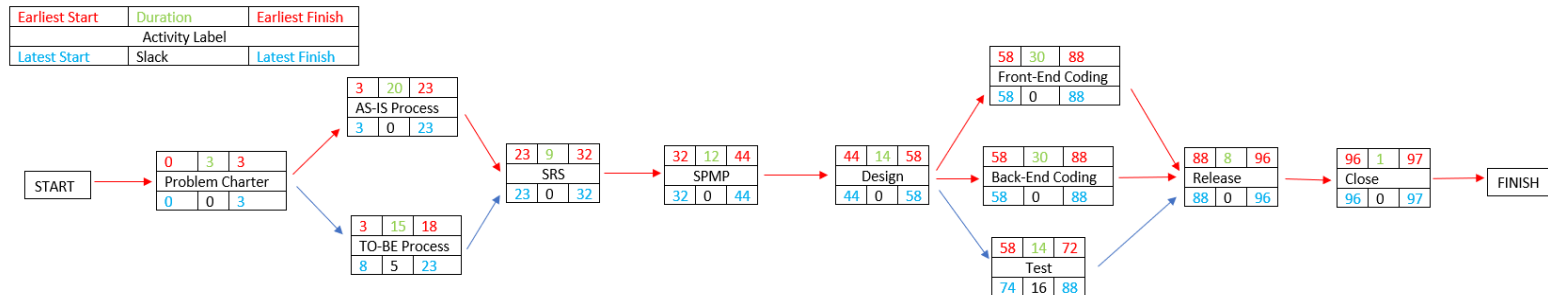 Earliest Start Duration Earliest Finish
Activity Label
Latest Start Slack Latest Finish
START
0 3 3
Problem Charter
0 0 3
3 20 23
AS-IS Process
3 0 23
3 15 18
TO-BE Process
8 5 23
23 9 32
SRS
23 0 32
32 12 44
SPMP
32 0 44
44 14 58
Design
44 0 58
58 30 88
Front-End Coding
58 0 88
58 30 88
Back-End Coding
58 0 88
58 14 72
Test
74 16 88
88 8 96
Release
88 0 96
96 1 97
Close
96 0 97
FINISH